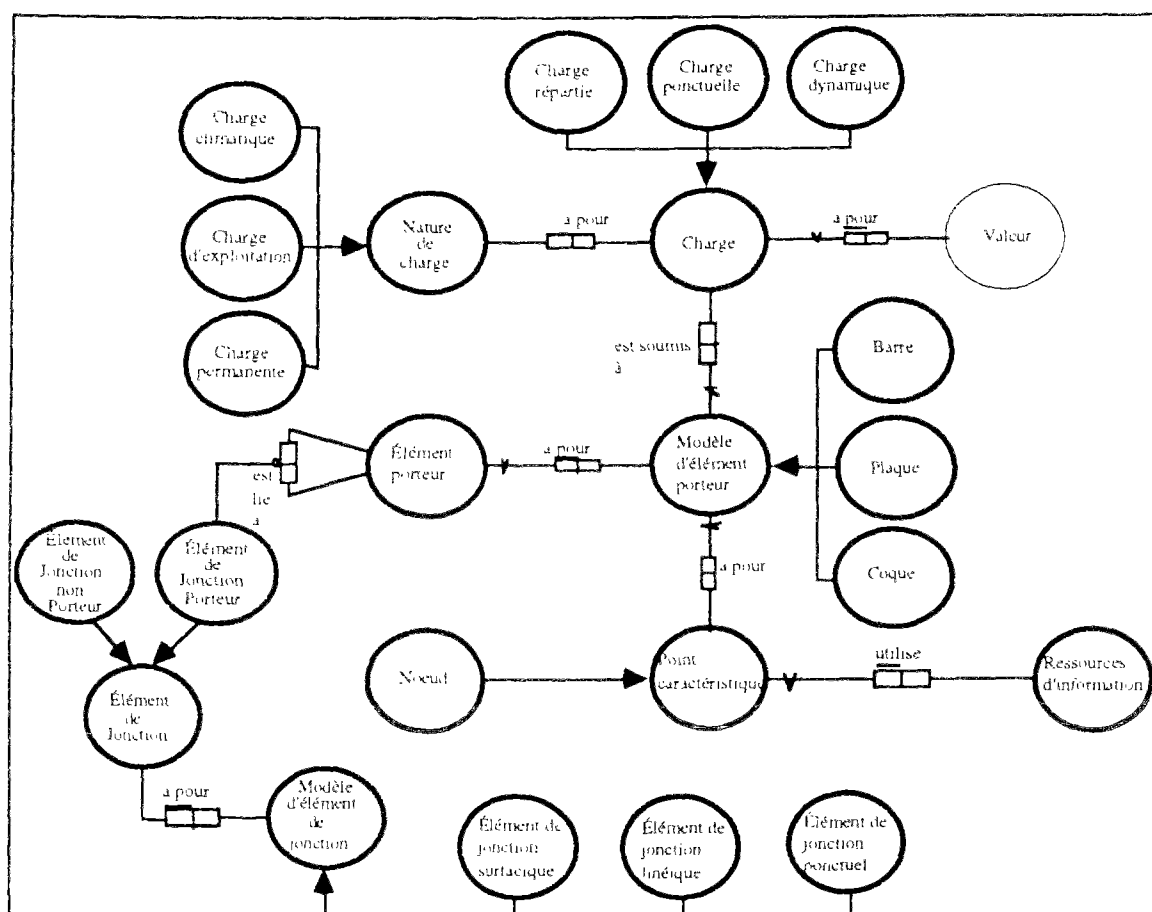 Charge
répartie
Charge
ponctuelle
Charge
dynamique
Charge
climatique
Charge
d'exploitation
Charge
permanente
Nature
de
charge
a pour
Charge
a pour
Valeur
est soumis
à
Barre
Plaque
Coque
Élément
porteur
a pour
Modèle
d'élément
porteur
est
lié
à
Élément
de
Jonction
non
Porteur
Élément
de
Jonction
Porteur
a pour
Noeud
Point
caractéristique
utilise
Ressources
d'information
Élément
de
Jonction
a pour
Modèle
d'élément
de
jonction
Élément de
jonction
surfacique
Élément de
jonction
linéique
Élément de
jonction
ponctuel